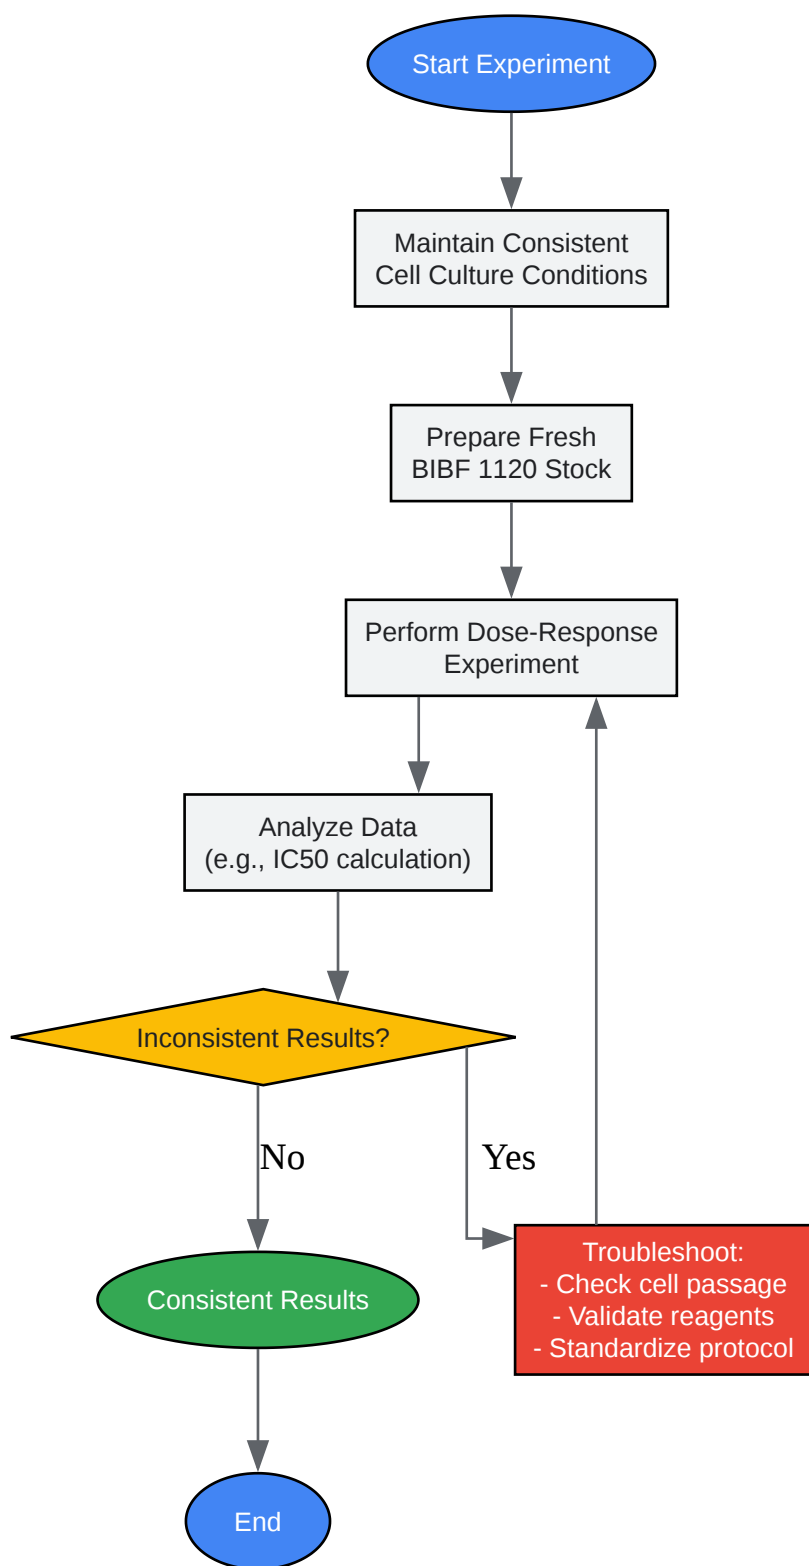 Start Experiment
Maintain Consistent
Cell Culture Conditions
Prepare Fresh
BIBF 1120 Stock
Perform Dose-Response
Experiment
Analyze Data
(e.g., IC50 calculation)
Inconsistent Results?
No
Yes
Troubleshoot:
- Check cell passage
- Validate reagents
- Standardize protocol
Consistent Results
End